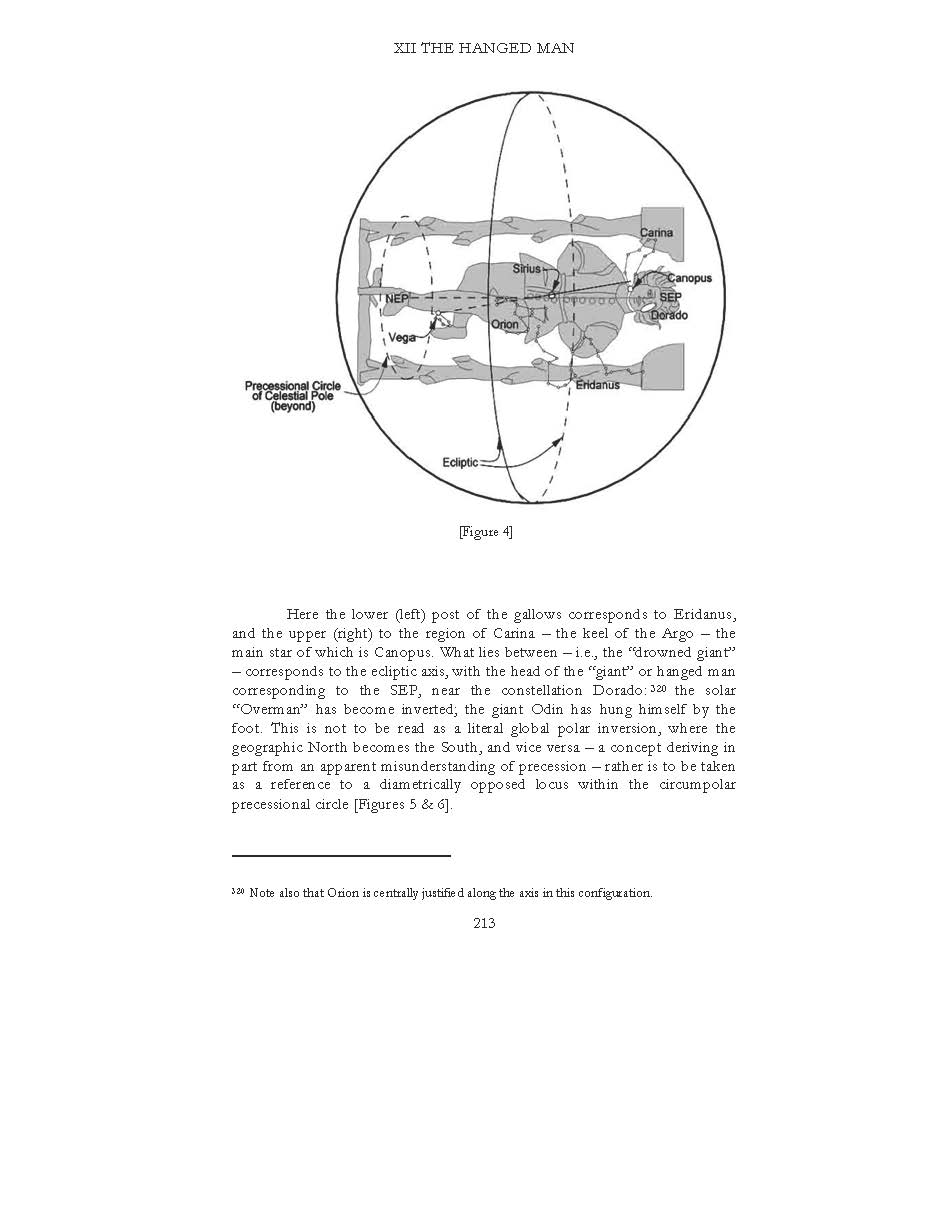 XII THE HANGED MAN
Carina
Sirius
Canopus
NEP
SEP
Dorado
Orion
Vega
Precessional Circle
of Celestial Pole
(beyond)
Eridanus
Ecliptic
[Figure 4]
Here the lower (left) post of the gallows corresponds to Eridanus,
and the upper (right) to the region of Carina – the keel of the Argo – the
main star of which is Canopus. What lies between – i.e., the “drowned giant”
– corresponds to the ecliptic axis, with the head of the “giant” or hanged man
corresponding to the SEP, near the constellation Dorado: 320 the solar
“Overman” has become inverted; the giant Odin has hung himself by the
foot. This is not to be read as a literal global polar inversion, where the
geographic North becomes the South, and vice versa – a concept deriving in
part from an apparent misunderstanding of precession – rather is to be taken
as a reference to a diametrically opposed locus within the circumpolar
precessional circle [Figures 5 & 6].
320 Note also that Orion is centrally justified along the axis in this configuration.
213